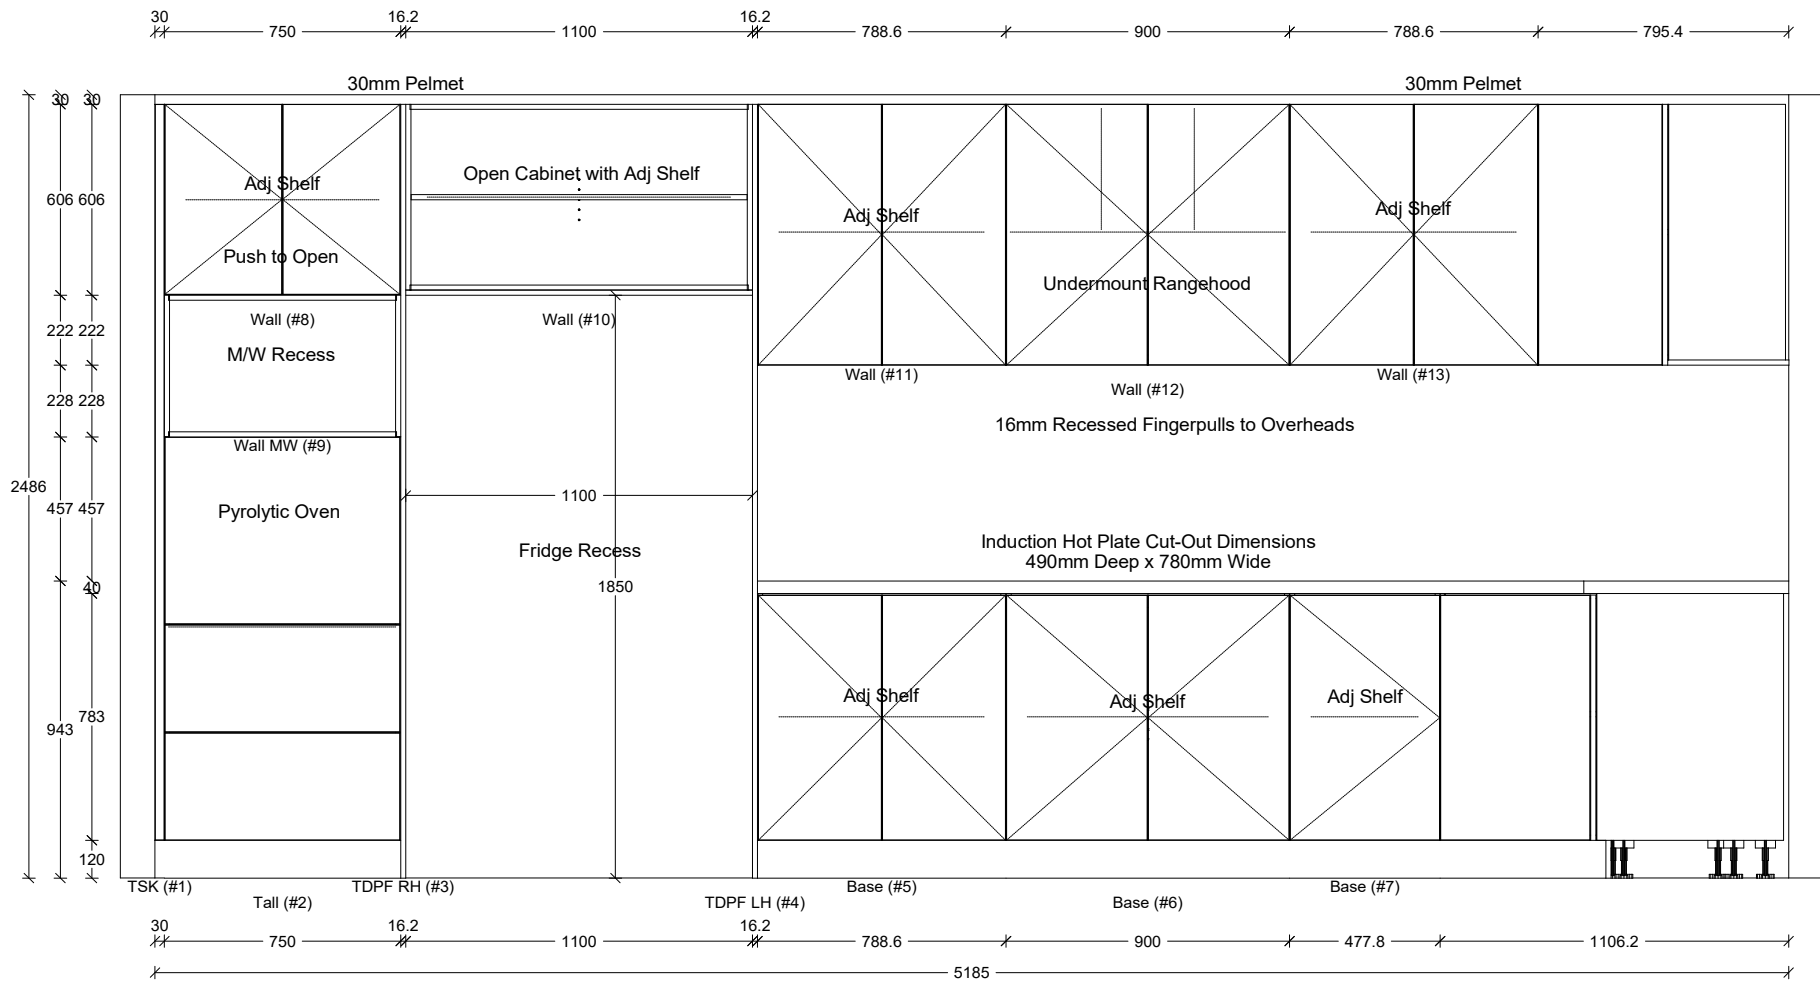 30 16.2 16.2
750 1100 788.6 900 788.6 795.4
30mm Pelmet 30mm Pelmet
30 30
Open Cabinet with Adj Shelf
Adj Shelf
606 606
Adj Shelf
Adj Shelf
Push to Open
Undermount Rangehood
Wall (#8) Wall (#10)
222 222
M/W Recess
Wall (#11) Wall (#13)
Wall (#12)
228 228
16mm Recessed Fingerpulls to Overheads
Wall MW (#9)
2486
1100
457 457
Pyrolytic Oven
Induction Hot Plate Cut-Out Dimensions
Fridge Recess
490mm Deep x 780mm Wide
40
1850
Adj Shelf Adj Shelf Adj Shelf
783
943
120
TSK (#1) TDPF RH (#3) Base (#5) Base (#7)
Tall (#2) TDPF LH (#4) Base (#6)
30 16.2 16.2
750 1100 788.6 900 477.8 1106.2
5185